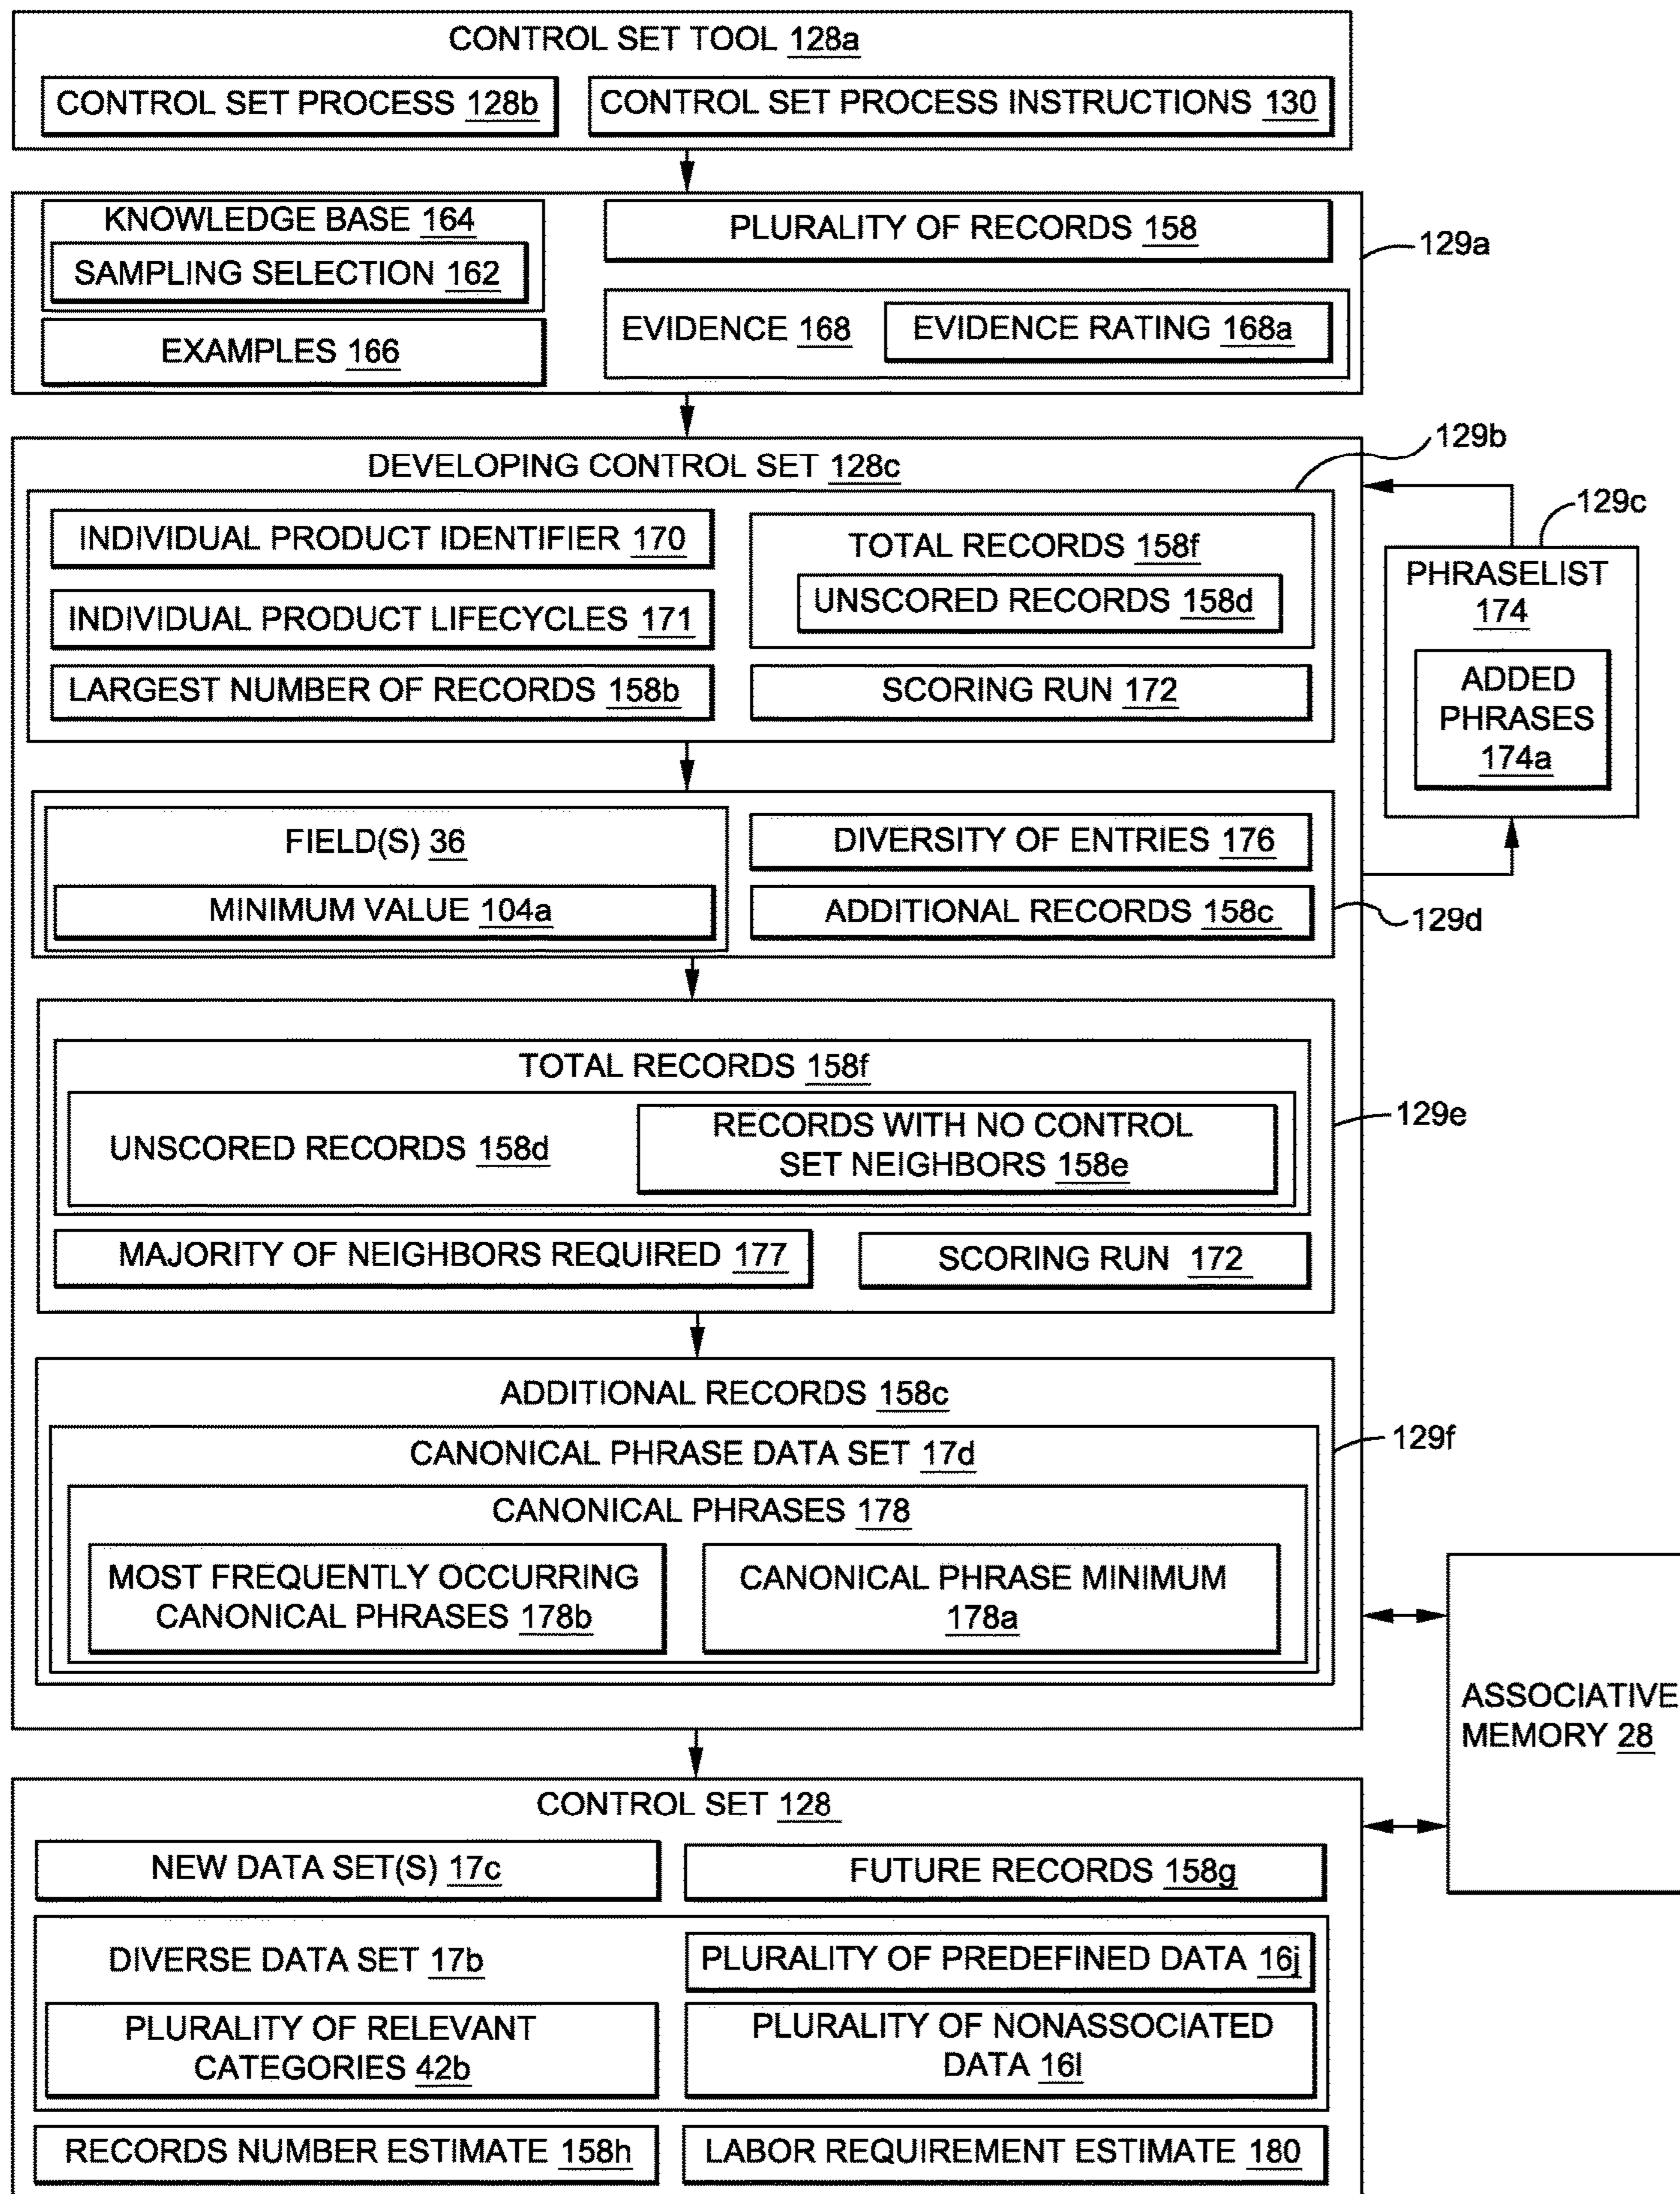 CONTROL SET TOOL 128a
CONTROL SET PROCESS 128b
CONTROL SET PROCESS INSTRUCTIONS 130
KNOWLEDGE BASE 164
SAMPLING SELECTION 162
EXAMPLES 166
PLURALITY OF RECORDS 158
EVIDENCE 168
EVIDENCE RATING 168a
129a
DEVELOPING CONTROL SET 128c
129b
INDIVIDUAL PRODUCT IDENTIFIER 170
INDIVIDUAL PRODUCT LIFECYCLES 171
LARGEST NUMBER OF RECORDS 158b
TOTAL RECORDS 158f
UNSCORED RECORDS 158d
SCORING RUN 172
129c
PHRASELIST
174
ADDED
PHRASES
174a
FIELD(S) 36
MINIMUM VALUE 104a
DIVERSITY OF ENTRIES 176
ADDITIONAL RECORDS 158c
129d
TOTAL RECORDS 158f
UNSCORED RECORDS 158d
RECORDS WITH NO CONTROL
SET NEIGHBORS 158e
129e
MAJORITY OF NEIGHBORS REQUIRED 177
SCORING RUN 172
ADDITIONAL RECORDS 158c
CANONICAL PHRASE DATA SET 17d
129f
CANONICAL PHRASES 178
MOST FREQUENTLY OCCURRING
CANONICAL PHRASES 178b
CANONICAL PHRASE MINIMUM
178a
ASSOCIATIVE
MEMORY 28
CONTROL SET 128
NEW DATA SET(S) 17c
FUTURE RECORDS 158g
DIVERSE DATA SET 17b
PLURALITY OF PREDEFINED DATA 16j
PLURALITY OF RELEVANT
CATEGORIES 42b
PLURALITY OF NONASSOCIATED
DATA 16l
RECORDS NUMBER ESTIMATE 158h
LABOR REQUIREMENT ESTIMATE 180